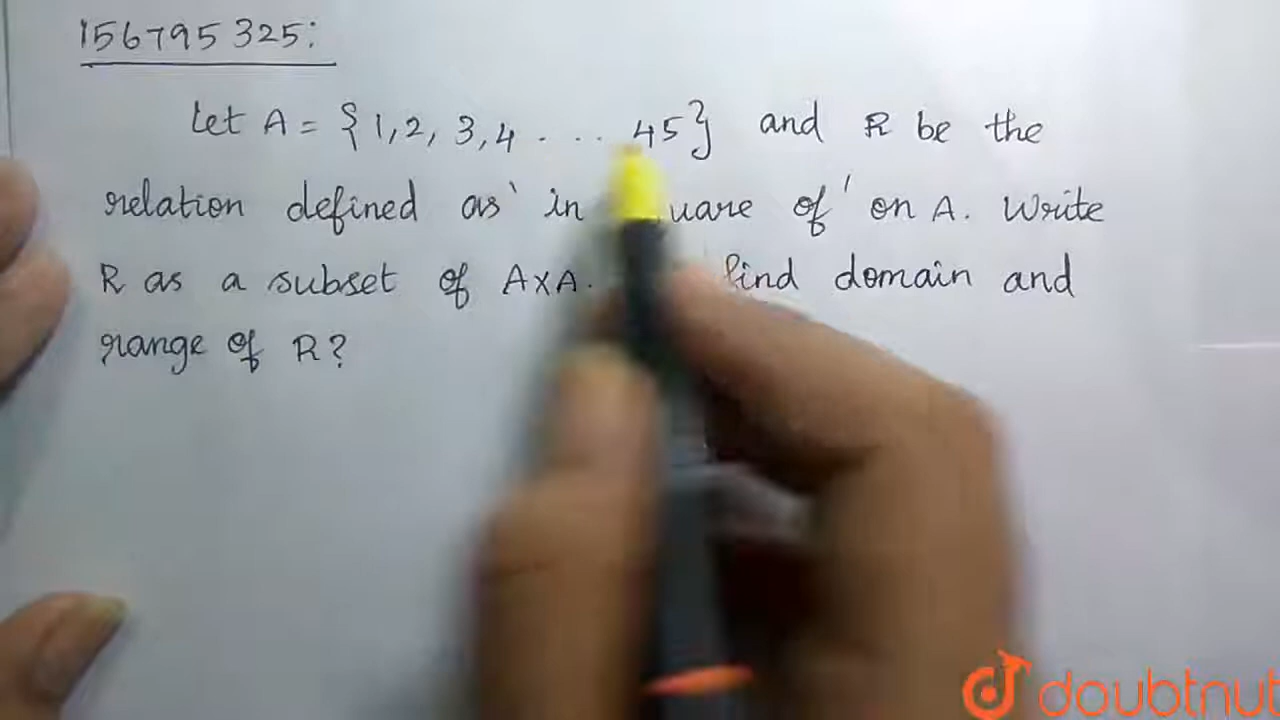 156795325:
Let A = {1, 2, 3, 4 . . . . 45} and R be the
relation defined as ' in uare of ' on A. Write
R as a subset of A×A. find domain and
range of R?
doubtnut